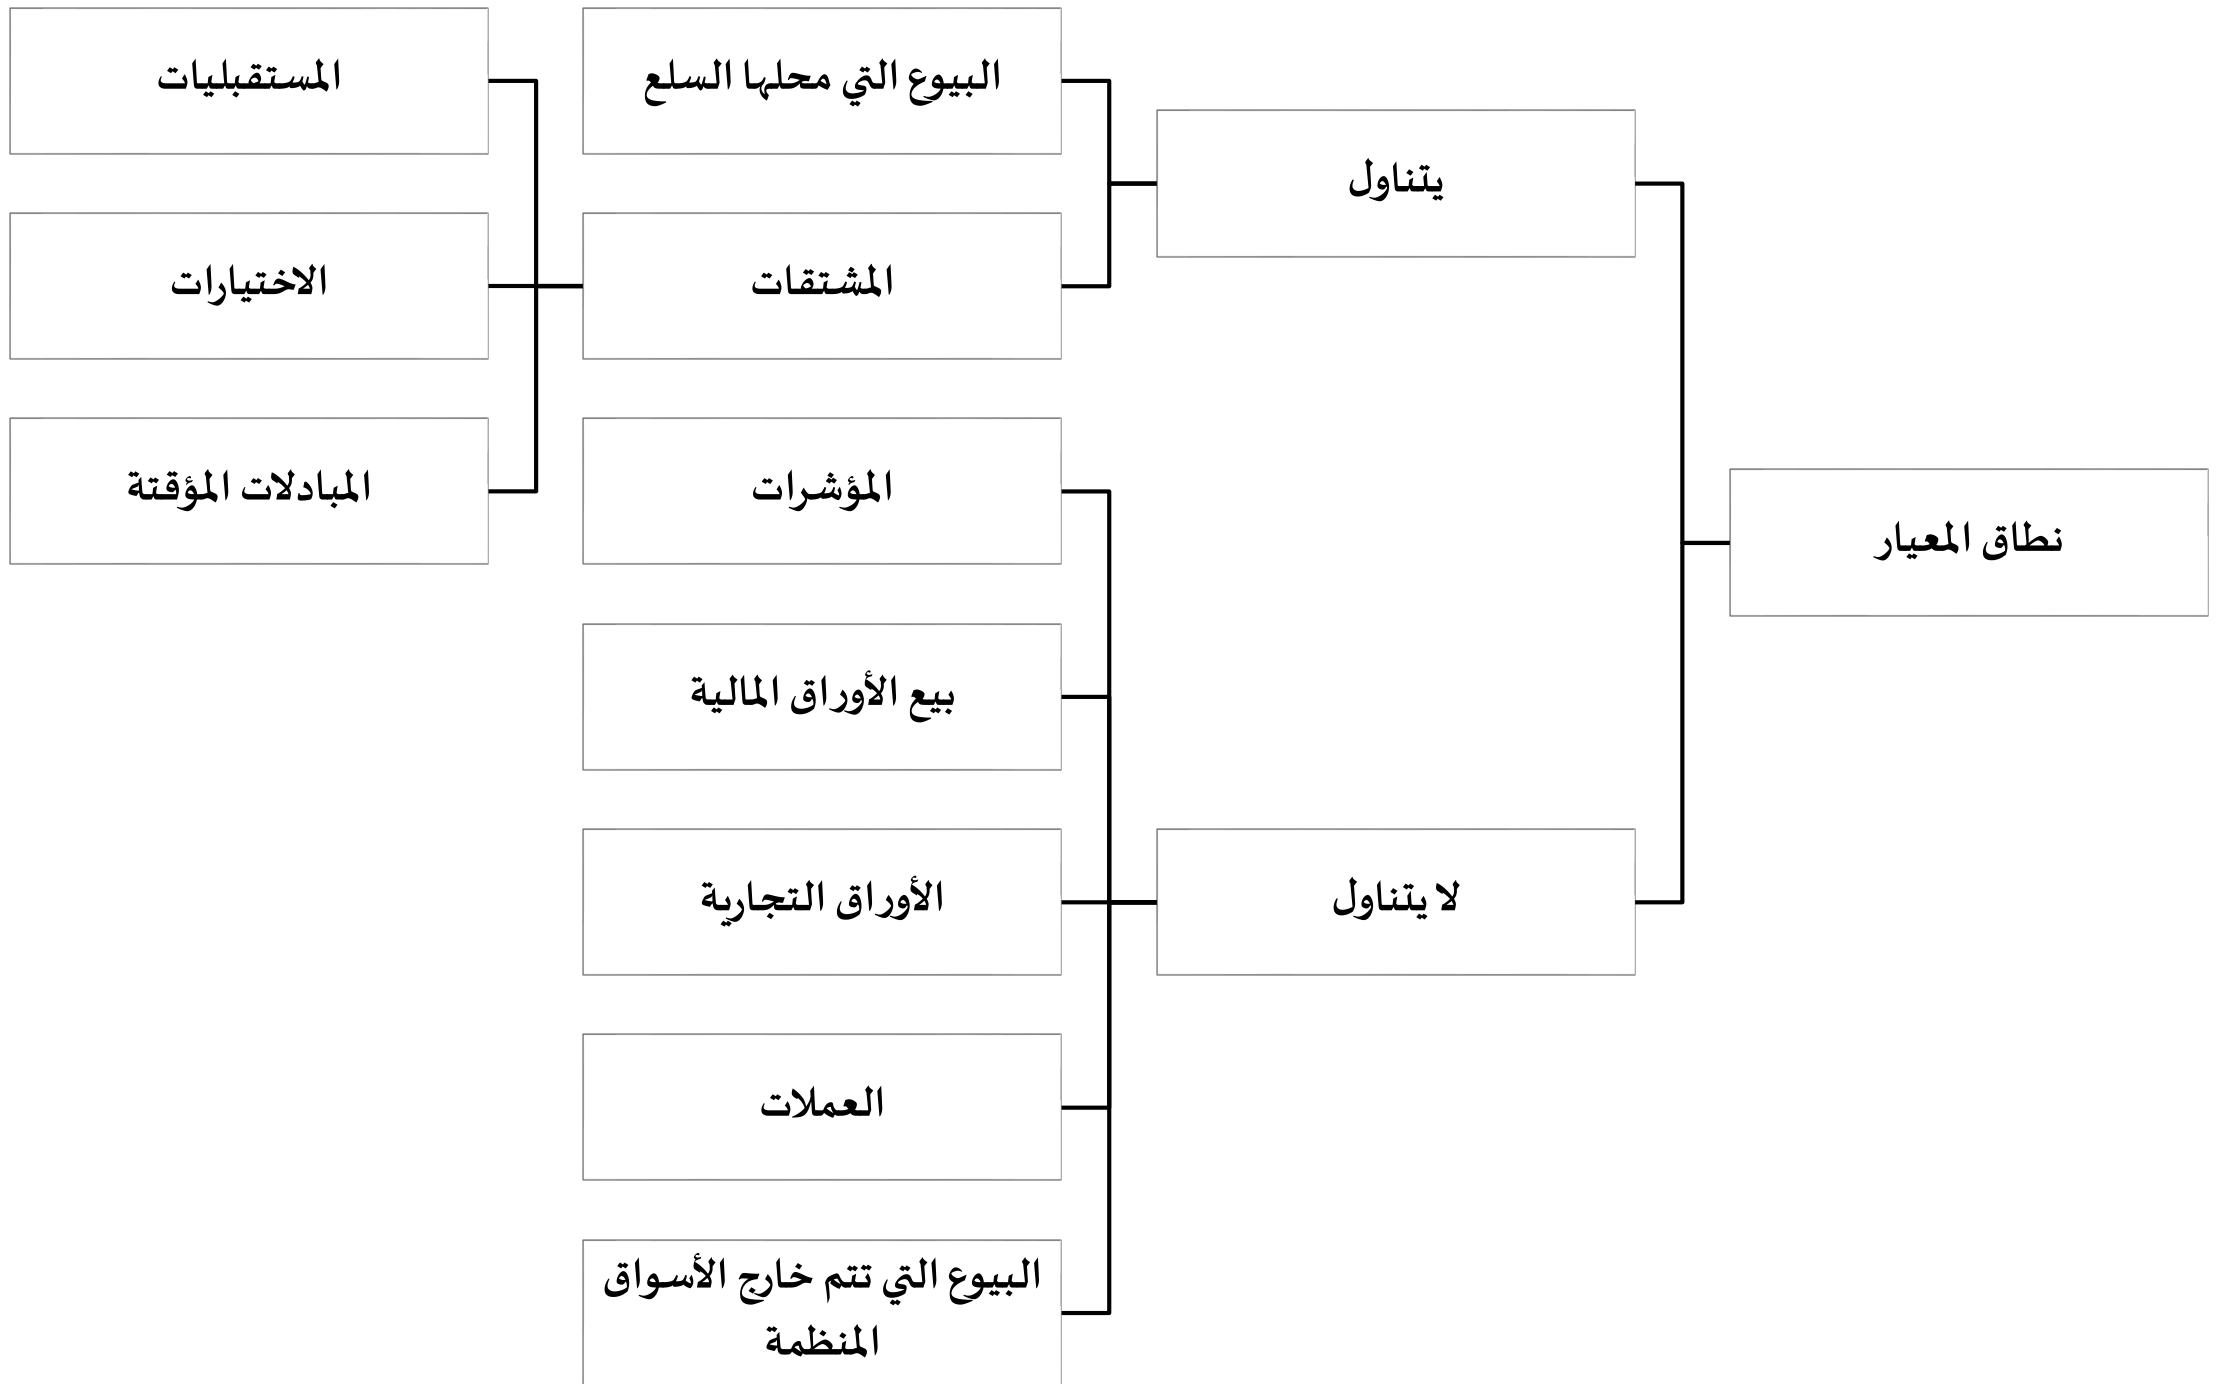 نطاق المعيار
يتناول
البيوع التي محلها السلع
المشتقات
المستقبليات
الاختيارات
المبادلات المؤقتة
لا يتناول
المؤشرات
بيع الأوراق المالية
الأوراق التجارية
العملات
البيوع التي تتم خارج الأسواق
المنظمة